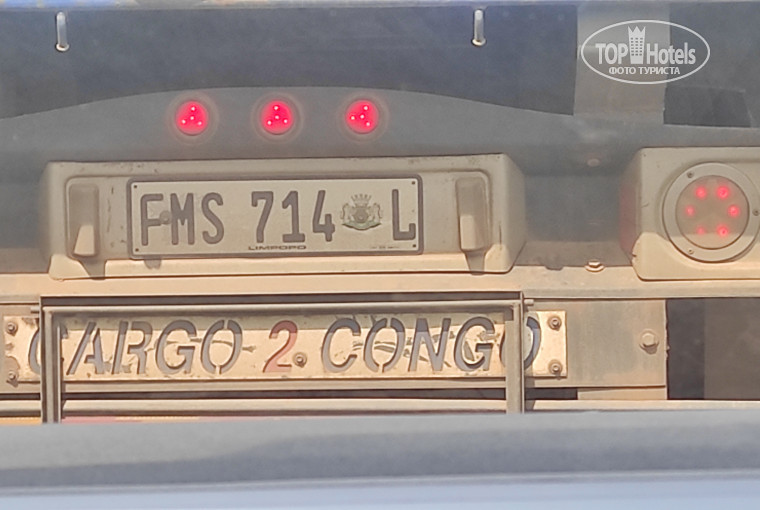 TOP Hotels
ФОТО ТУРИСТА
FMS 714 L
LIMPOPO
CARGO 2 CONGO